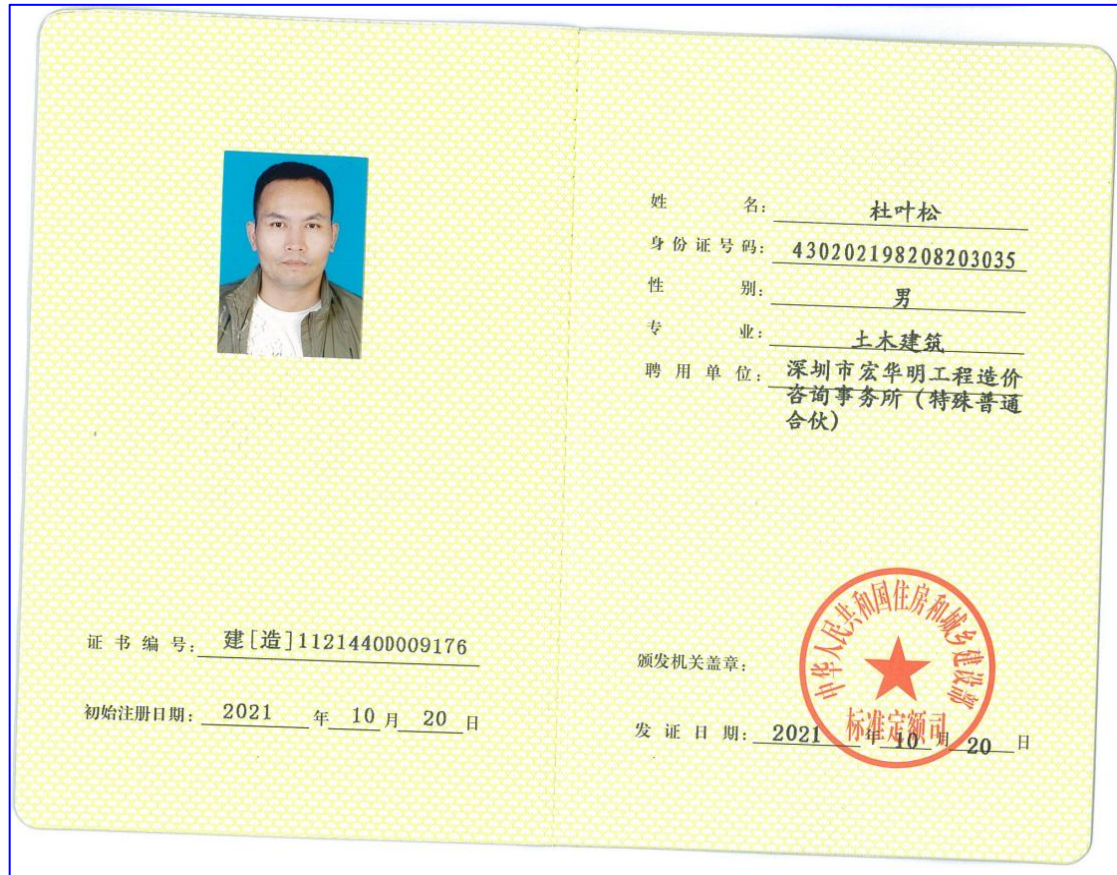 姓名：杜叶松
身份证号码：430202198208203035
性别：男
专业：土木建筑
聘用单位：深圳市宏华明工程造价
咨询事务所（特殊普通
合伙）
证书编号：建[造]11214400009176
初始注册日期：2021年10月20日
颁发机关盖章：
中华人民共和国住房和城乡建设部
标准定额司
发证日期：2021年10月20日